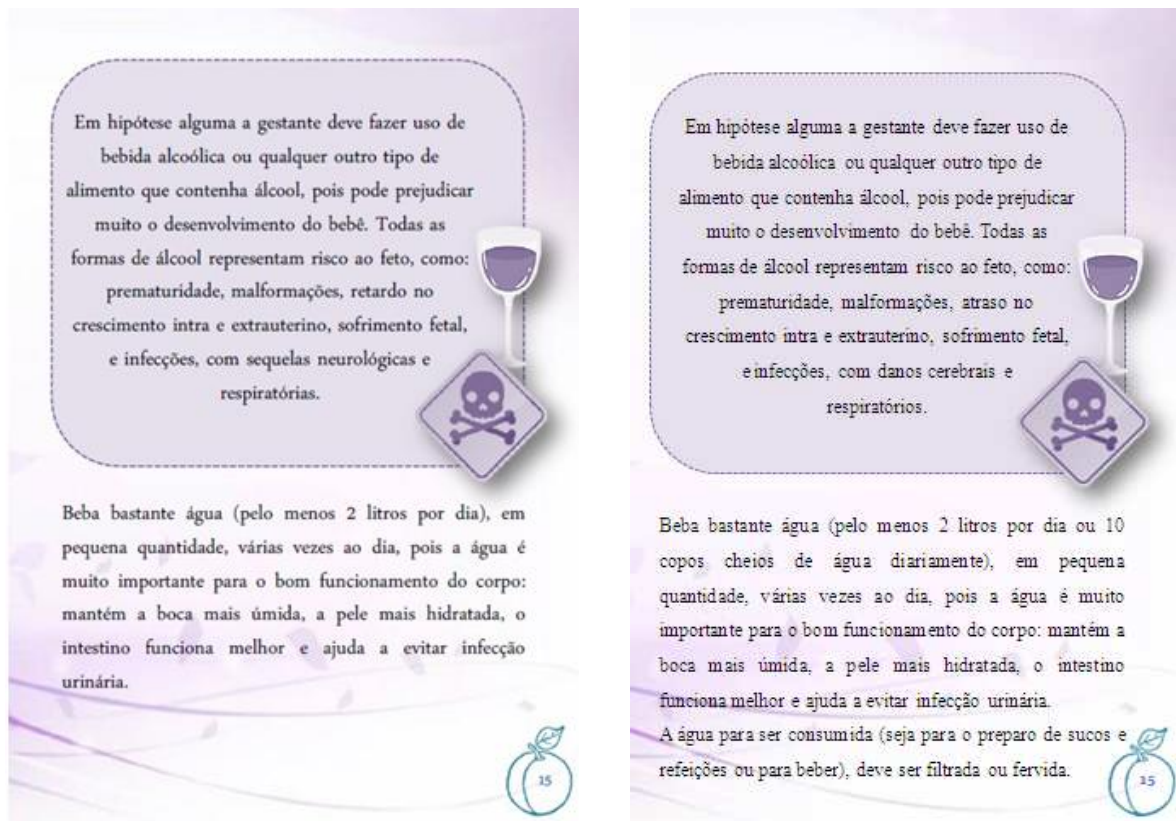 Em hipótese alguma a gestante deve fazer uso de
bebida alcoólica ou qualquer outro tipo de
alimento que contenha álcool, pois pode prejudicar
muito o desenvolvimento do bebê. Todas as
formas de álcool representam risco ao feto, como:
prematuridade, malformações, retardo no
crescimento intra e extrauterino, sofrimento fetal,
e infecções, com sequelas neurológicas e
respiratórias.
Beba bastante água (pelo menos 2 litros por dia), em
pequena quantidade, várias vezes ao dia, pois a água é
muito importante para o bom funcionamento do corpo:
mantém a boca mais úmida, a pele mais hidratada, o
intestino funciona melhor e ajuda a evitar infecção
urinária.
15
Em hipótese alguma a gestante deve fazer uso de
bebida alcoólica ou qualquer outro tipo de
alimento que contenha álcool, pois pode prejudicar
muito o desenvolvimento do bebê. Todas as
formas de álcool representam risco ao feto, como:
prematuridade, malformações, atraso no
crescimento intra e extrauterino, sofrimento fetal,
e infecções, com danos cerebrais e
respiratórios.
Beba bastante água (pelo menos 2 litros por dia ou 10
copos cheios de água diariamente), em pequena
quantidade, várias vezes ao dia, pois a água é muito
importante para o bom funcionamento do corpo: mantém a
boca mais úmida, a pele mais hidratada, o intestino
funciona melhor e ajuda a evitar infecção urinária.
A água para ser consumida (seja para o preparo de sucos e
refeições ou para beber), deve ser filtrada ou fervida.
15